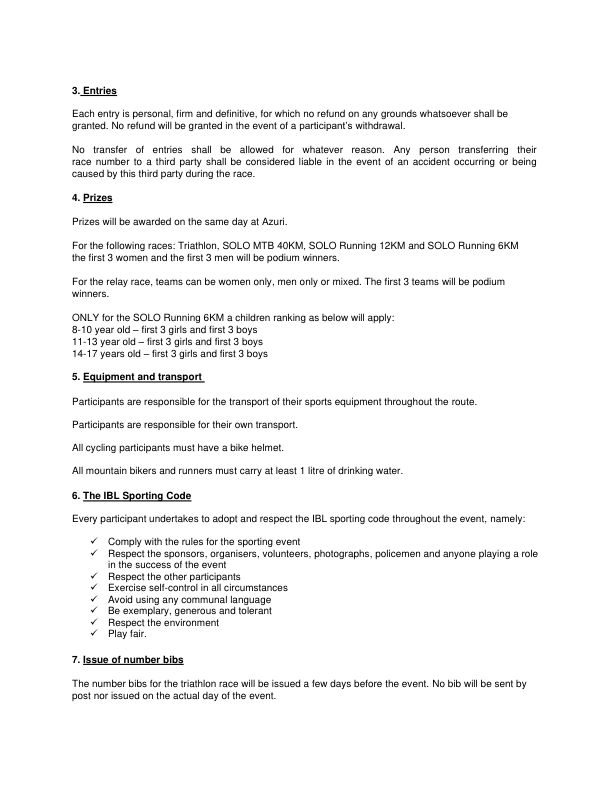 3. Entries
Each entry is personal, firm and definitive, for which no refund on any grounds whatsoever shall be
granted. No refund will be granted in the event of a participant's withdrawal.
No transfer of entries shall be allowed for whatever reason. Any person transferring their
race number to a third party shall be considered liable in the event of an accident occurring or being
caused by this third party during the race.
4. Prizes
Prizes will be awarded on the same day at Azuri.
For the following races: Triathlon, SOLO MTB 40KM, SOLO Running 12KM and SOLO Running 6KM
the first 3 women and the first 3 men will be podium winners.
For the relay race, teams can be women only, men only or mixed. The first 3 teams will be podium
winners.
ONLY for the SOLO Running 6KM a children ranking as below will apply:
8-10 year old – first 3 girls and first 3 boys
11-13 year old – first 3 girls and first 3 boys
14-17 years old – first 3 girls and first 3 boys
5. Equipment and transport
Participants are responsible for the transport of their sports equipment throughout the route.
Participants are responsible for their own transport.
All cycling participants must have a bike helmet.
All mountain bikers and runners must carry at least 1 litre of drinking water.
6. The IBL Sporting Code
Every participant undertakes to adopt and respect the IBL sporting code throughout the event, namely:
✓ Comply with the rules for the sporting event
✓ Respect the sponsors, organisers, volunteers, photographs, policemen and anyone playing a role
in the success of the event
✓ Respect the other participants
✓ Exercise self-control in all circumstances
✓ Avoid using any communal language
✓ Be exemplary, generous and tolerant
✓ Respect the environment
✓ Play fair.
7. Issue of number bibs
The number bibs for the triathlon race will be issued a few days before the event. No bib will be sent by
post nor issued on the actual day of the event.